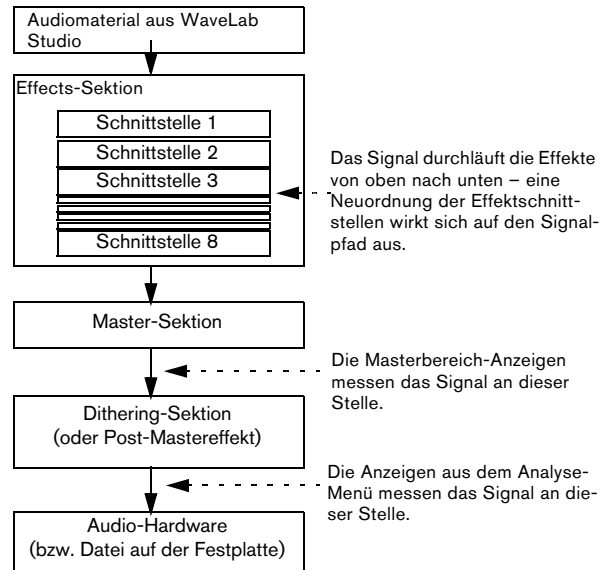 Audiomaterial aus WaveLab
Studio
Effects-Sektion
Schnittstelle 1
Schnittstelle 2
Schnittstelle 3
Schnittstelle 8
Das Signal durchläuft die Effekte
von oben nach unten – eine
Neuordnung der Effektschnitt-
stellen wirkt sich auf den Signal-
pfad aus.
Master-Sektion
Die Masterbereich-Anzeigen
messen das Signal an dieser
Stelle.
Dithering-Sektion
(oder Post-Mastereffekt)
Die Anzeigen aus dem Analyse-
Menü messen das Signal an die-
ser Stelle.
Audio-Hardware
(bzw. Datei auf der Festplatte)